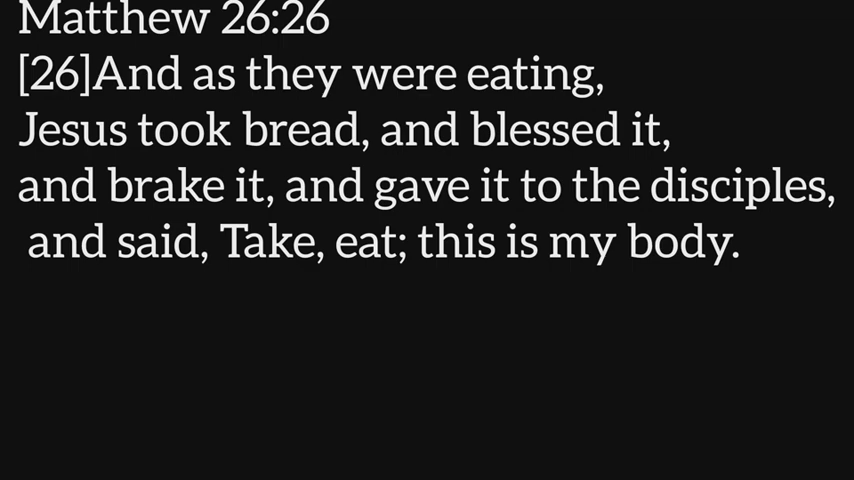 Matthew 26:26
[26]And as they were eating,
Jesus took bread, and blessed it,
and brake it, and gave it to the disciples,
and said, Take, eat; this is my body.